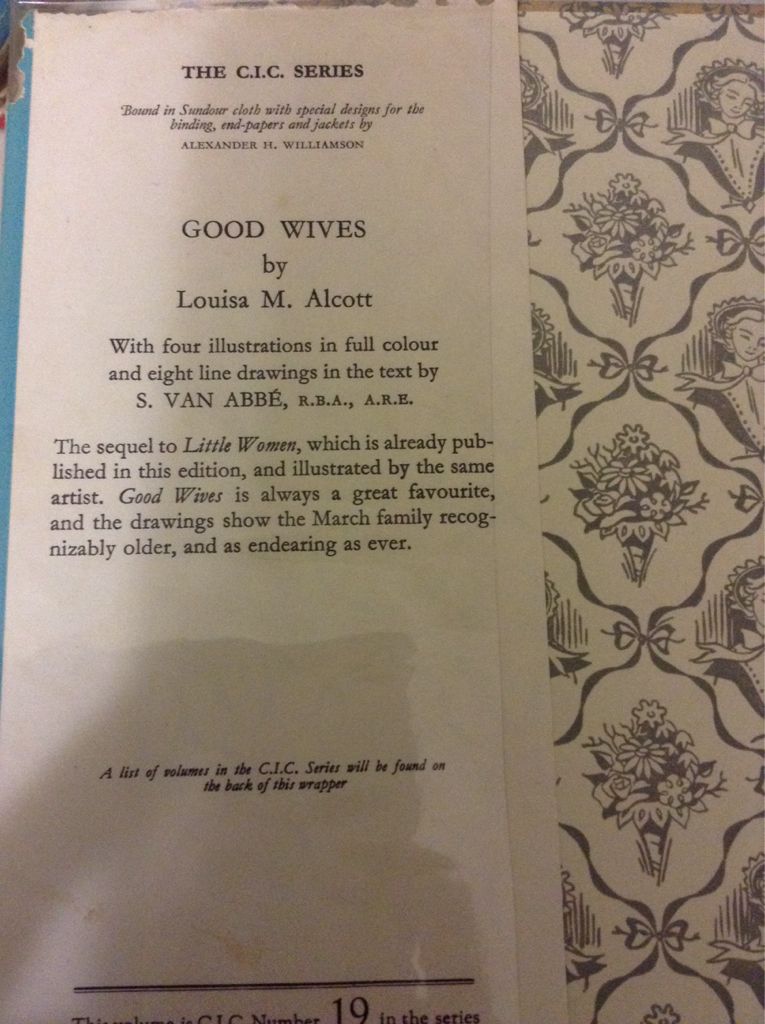 THE C.I.C. SERIES
Bound in Sundour cloth with special designs for the
binding, end-papers and jackets by
ALEXANDER H. WILLIAMSON
GOOD WIVES
by
Louisa M. Alcott
With four illustrations in full colour
and eight line drawings in the text by
S. VAN ABBÉ, R.B.A., A.R.E.
The sequel to Little Women, which is already pub-
lished in this edition, and illustrated by the same
artist. Good Wives is always a great favourite,
and the drawings show the March family recog-
nizably older, and as endearing as ever.
A list of volumes in the C.I.C. Series will be found on
the back of this wrapper
This volume is C.I.C. Number 19 in the series